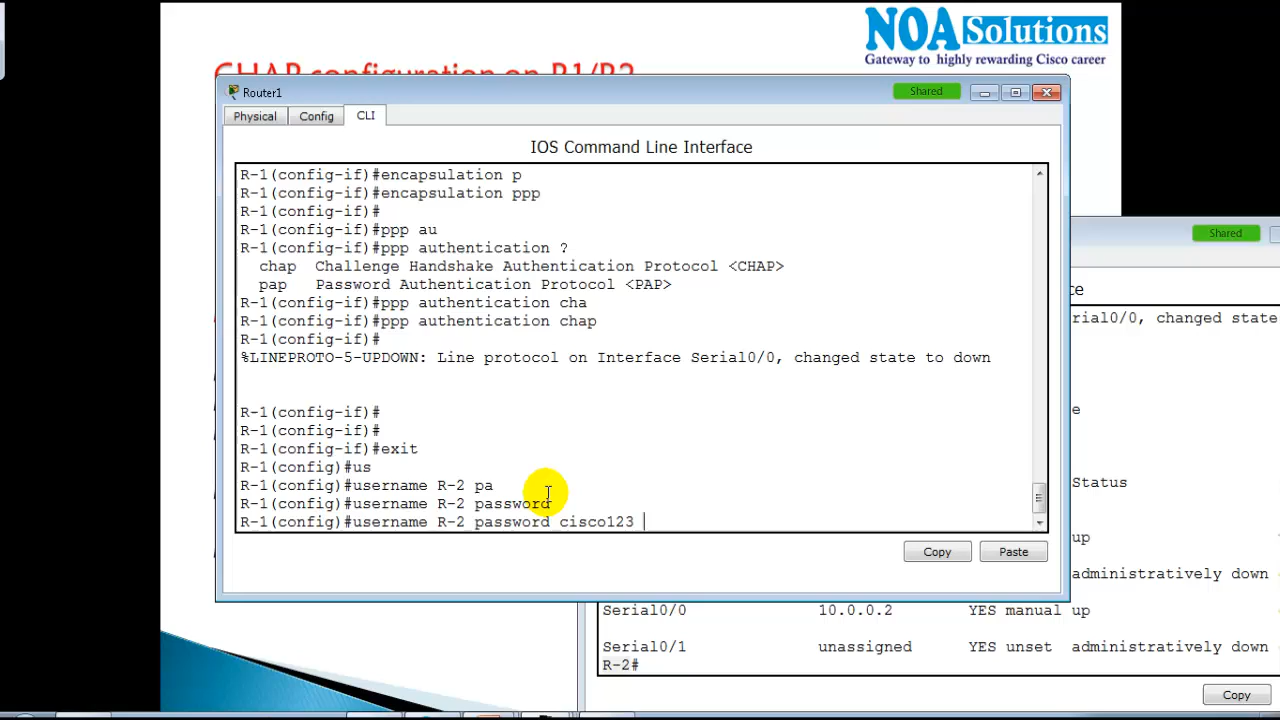 NOA Solutions
Gateway to highly rewarding Cisco career
CHAP configuration on R1/R2
Router1
Shared
Physical
Config
CLI
IOS Command Line Interface
R-1(config-if)#encapsulation p
R-1(config-if)#encapsulation ppp
R-1(config-if)#
R-1(config-if)#ppp au
R-1(config-if)#ppp authentication ?
chap Challenge Handshake Authentication Protocol <CHAP>
pap Password Authentication Protocol <PAP>
R-1(config-if)#ppp authentication cha
R-1(config-if)#ppp authentication chap
R-1(config-if)#
%LINEPROTO-5-UPDOWN: Line protocol on Interface Serial0/0, changed state to down
R-1(config-if)#
R-1(config-if)#
R-1(config-if)#exit
R-1(config)#us
R-1(config)#username R-2 pa
R-1(config)#username R-2 password
R-1(config)#username R-2 password cisco123
Copy
Paste
Shared
ce
rial0/0, changed state
e
Status
up
administratively down
Serial0/0 10.0.0.2 YES manual up
Serial0/1 unassigned YES unset administratively down
R-2#
Copy